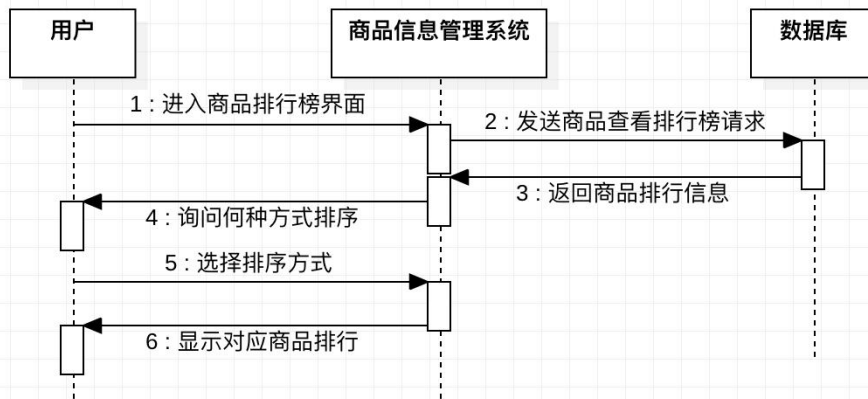 用户
商品信息管理系统
数据库
1 : 进入商品排行榜界面
2 : 发送商品查看排行榜请求
3 : 返回商品排行信息
4 : 询问何种方式排序
5 : 选择排序方式
6 : 显示对应商品排行